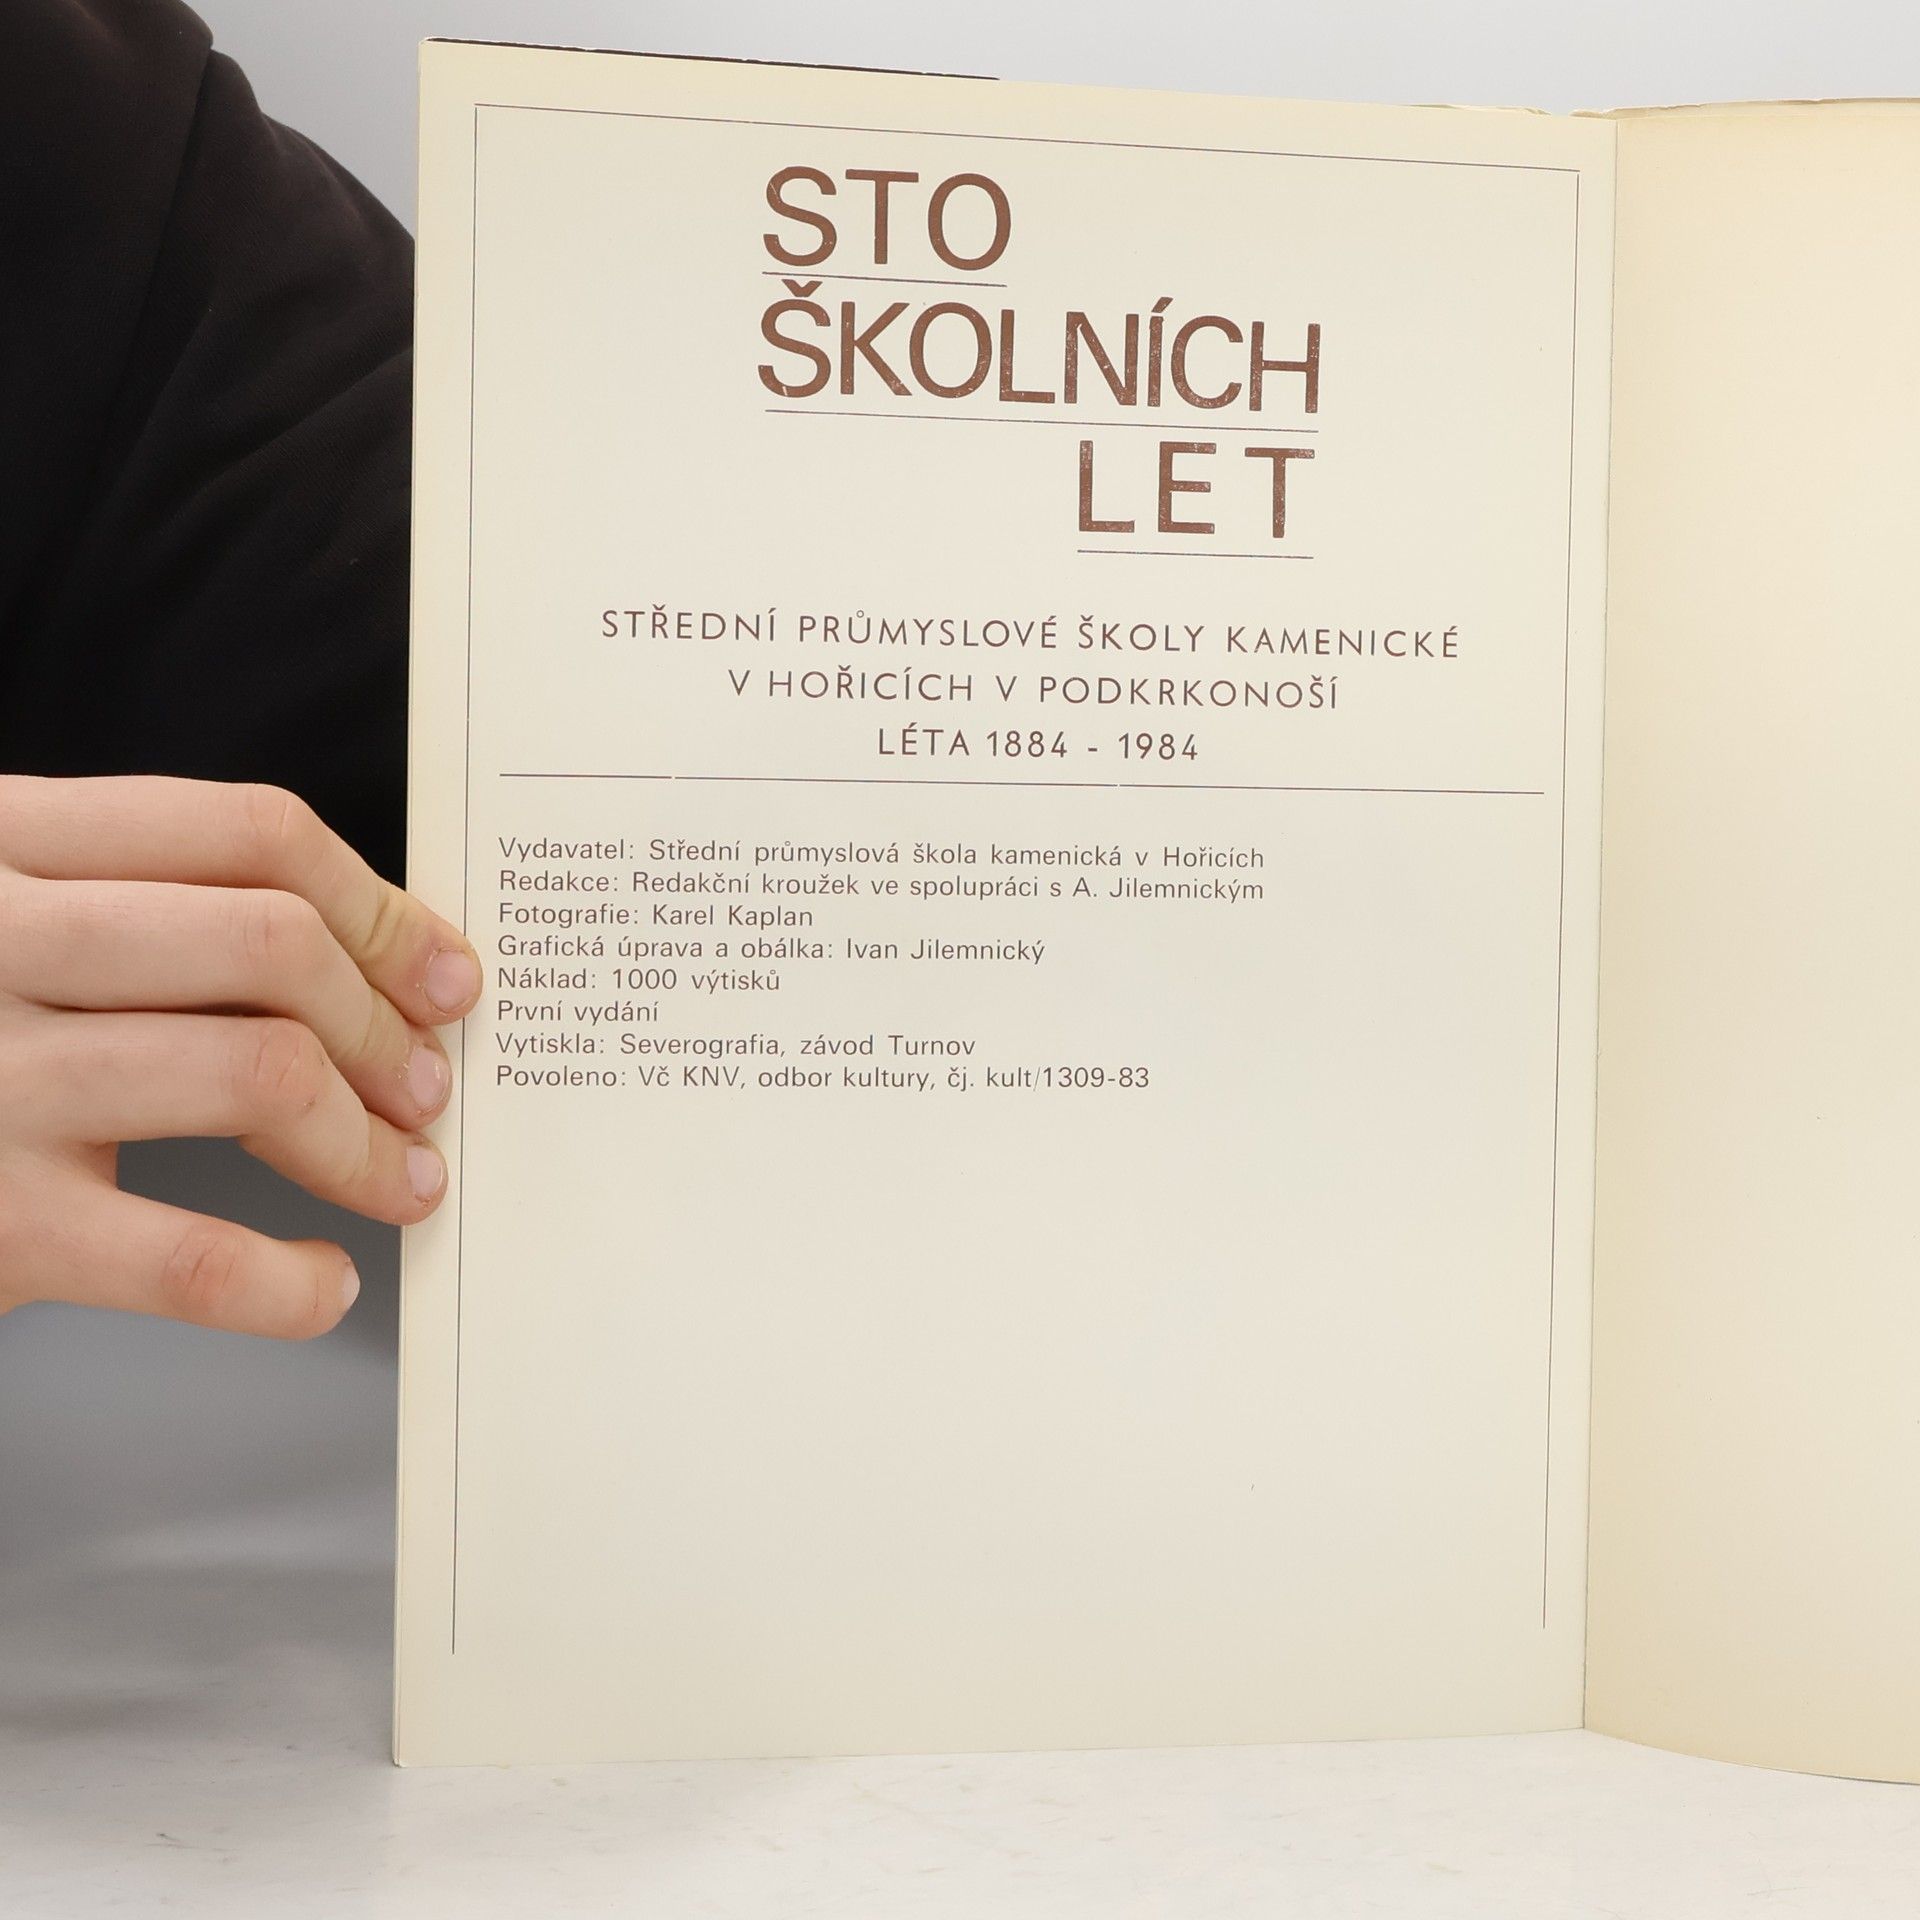 STO
ŠKOLNÍCH
LET
STŘEDNÍ PRŮMYSLOVÉ ŠKOLY KAMENICKÉ
V HOŘICÍCH V PODKRKONOŠÍ
LÉTA 1884 - 1984
Vydavatel: Střední průmyslová škola kamenická v Hořicích
Redakce: Redakční kroužek ve spolupráci s A. Jilemnickým
Fotografie: Karel Kaplan
Grafická úprava a obálka: Ivan Jilemnický
Náklad: 1000 výtisků
První vydání
Vytiskla: Severografia, závod Turnov
Povoleno: Vč KNV, odbor kultury, čj. kult/1309-83